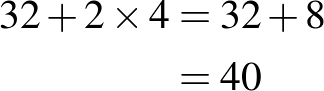 32 + 2 × 4 = 32 + 8
= 40